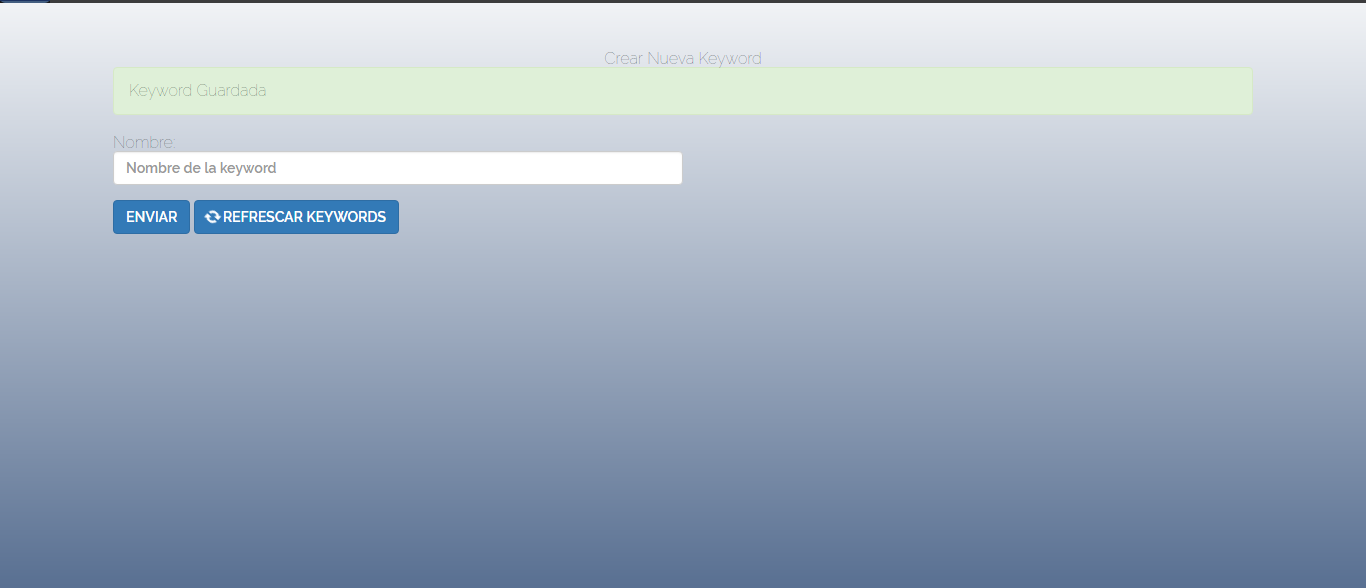 Crear Nueva Keyword
Keyword Guardada
Nombre:
Nombre de la keyword
ENVIAR
REFRESCAR KEYWORDS